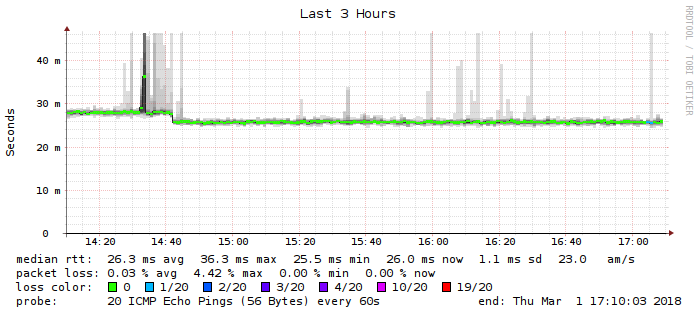 Last 3 Hours
RRDTOOL / TOBI OETIKER
Seconds
40 m
30 m
20 m
10 m
0
14:20 14:40 15:00 15:20 15:40 16:00 16:20 16:40 17:00
median rtt: 26.3 ms avg 36.3 ms max 25.5 ms min 26.0 ms now 1.1 ms sd 23.0 am/s
packet loss: 0.03 % avg 4.42 % max 0.00 % min 0.00 % now
loss color: 0 1/20 2/20 3/20 4/20 10/20 19/20
probe: 20 ICMP Echo Pings (56 Bytes) every 60s end: Thu Mar 1 17:10:03 2018